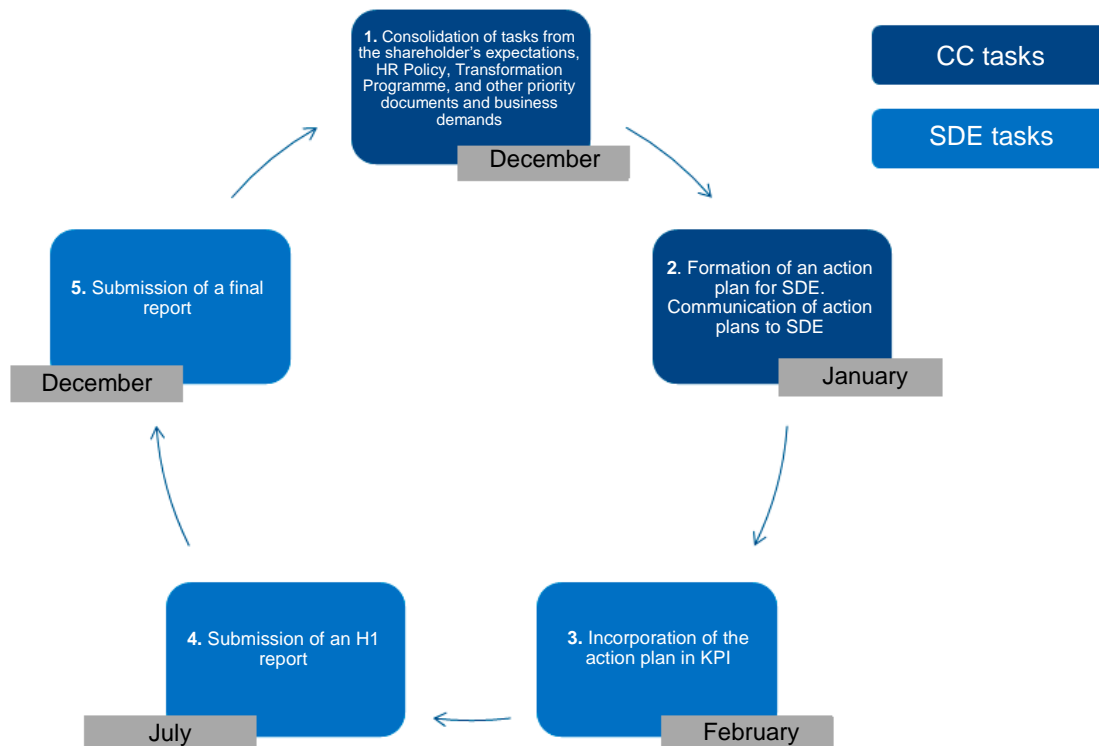 1. Consolidation of tasks from
the shareholder's expectations,
HR Policy, Transformation
Programme, and other priority
documents and business
demands
December
CC tasks
SDE tasks
2. Formation of an action
plan for SDE.
Communication of action
plans to SDE
January
3. Incorporation of the
action plan in KPI
February
4. Submission of an H1
report
July
5. Submission of a final
report
December